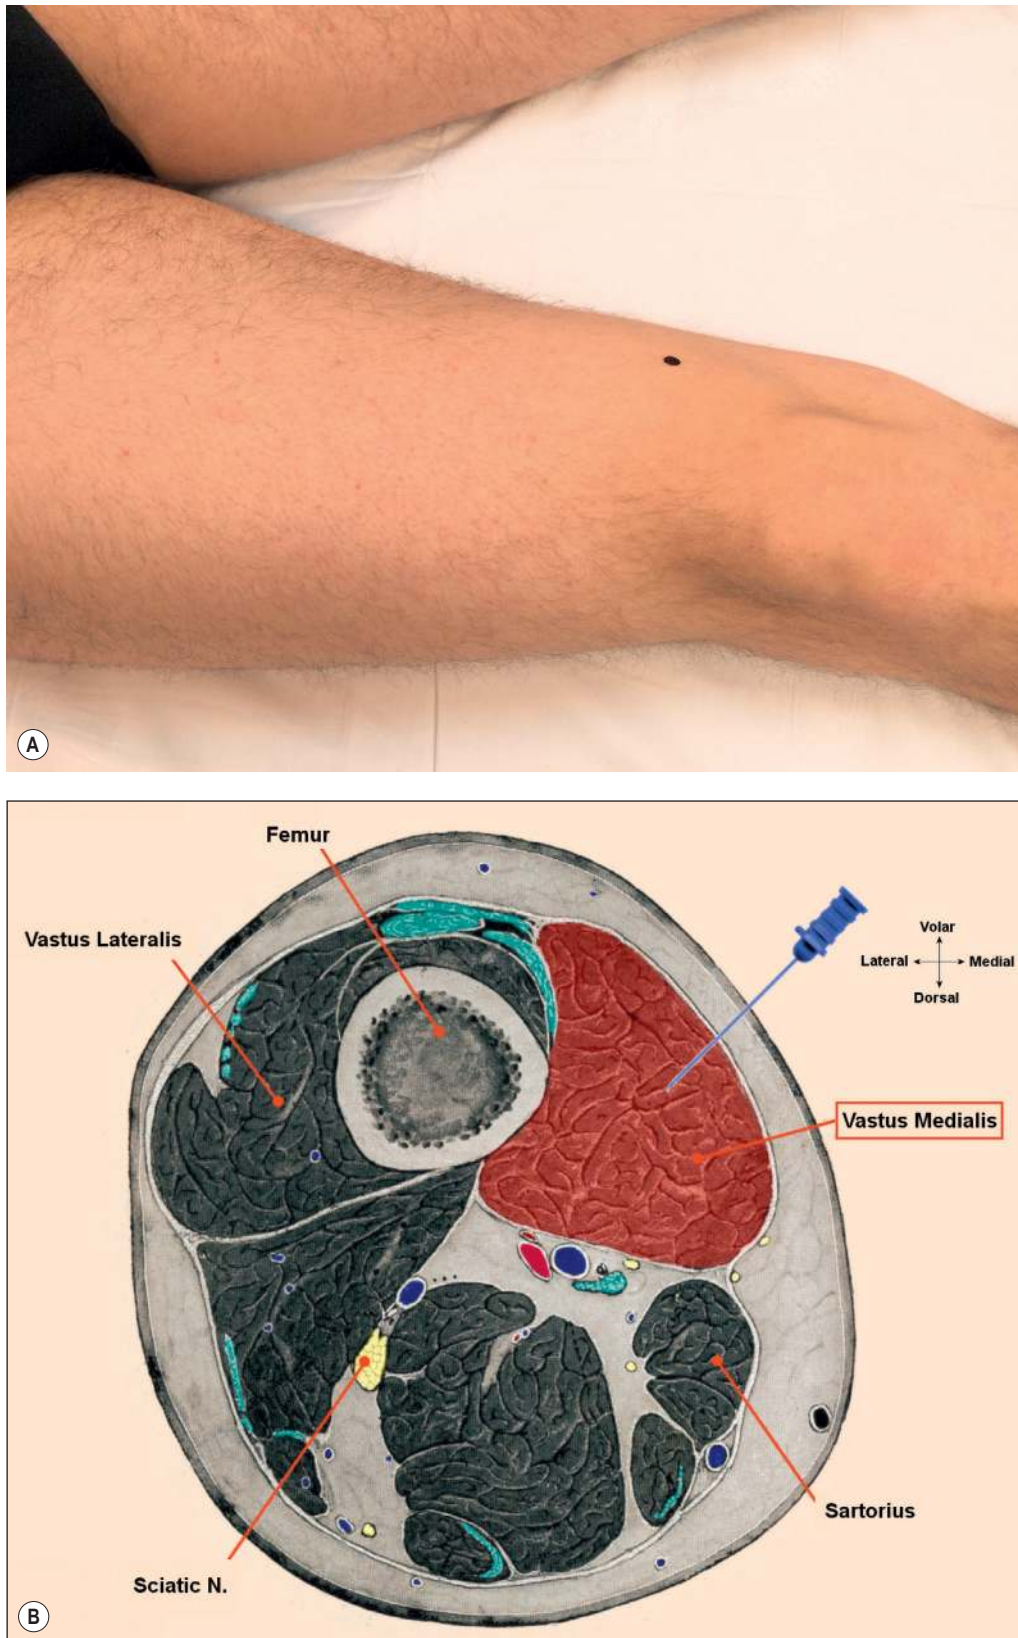 A
Femur
Vastus Lateralis
Volar
Lateral
Medial
Dorsal
Vastus Medialis
Sartorius
Sciatic N.
B